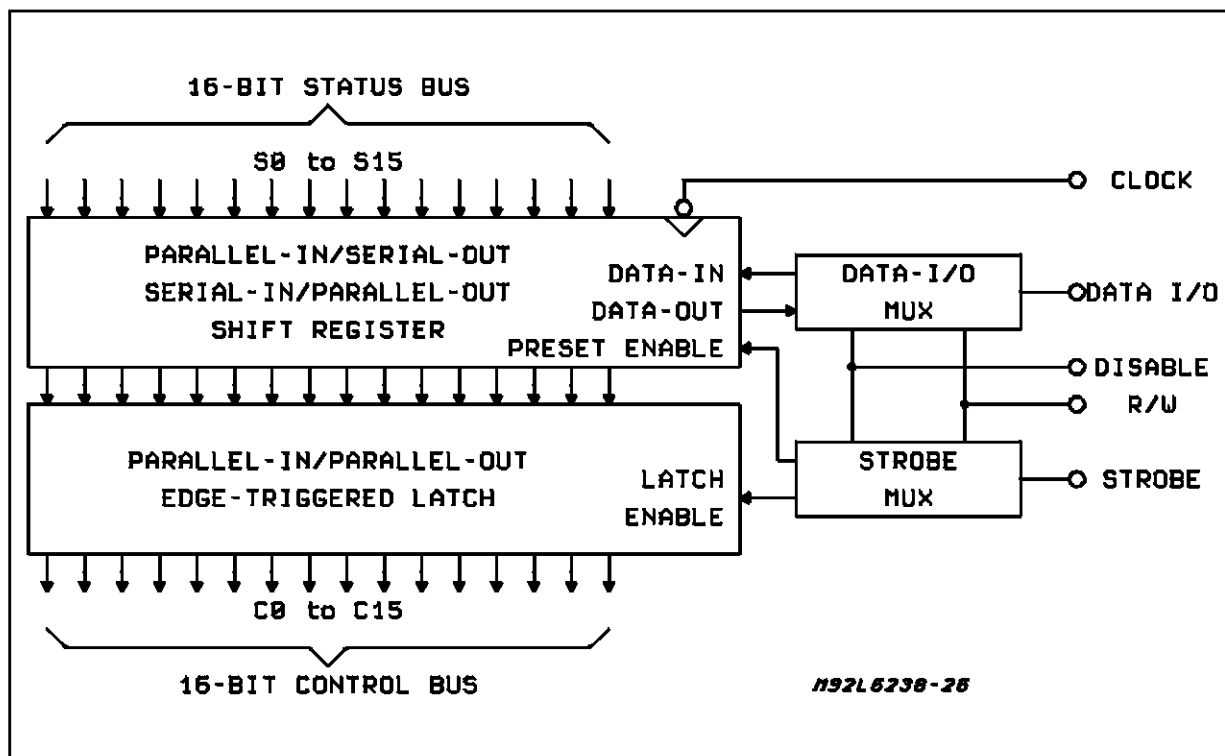 16-BIT STATUS BUS
S0 to S15
CLOCK
PARALLEL-IN/SERIAL-OUT
SERIAL-IN/PARALLEL-OUT
SHIFT REGISTER
DATA-IN
DATA-OUT
PRESET ENABLE
DATA-I/O
MUX
DATA I/O
DISABLE
R/W
PARALLEL-IN/PARALLEL-OUT
EDGE-TRIGGERED LATCH
LATCH
ENABLE
STROBE
MUX
STROBE
C0 to C15
16-BIT CONTROL BUS
M92L6238-26